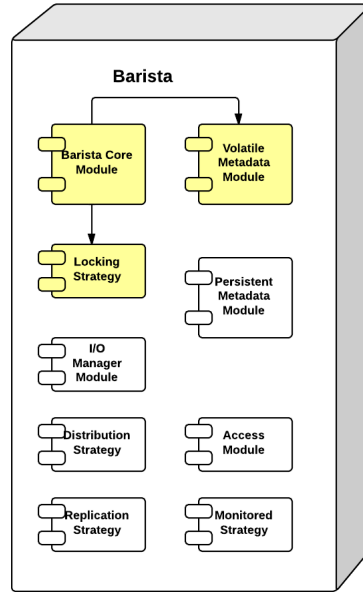 Barista
Barista Core
Module
Volatile
Metadata
Module
Locking
Strategy
Persistent
Metadata
Module
I/O
Manager
Module
Distribution
Strategy
Access
Module
Replication
Strategy
Monitored
Strategy